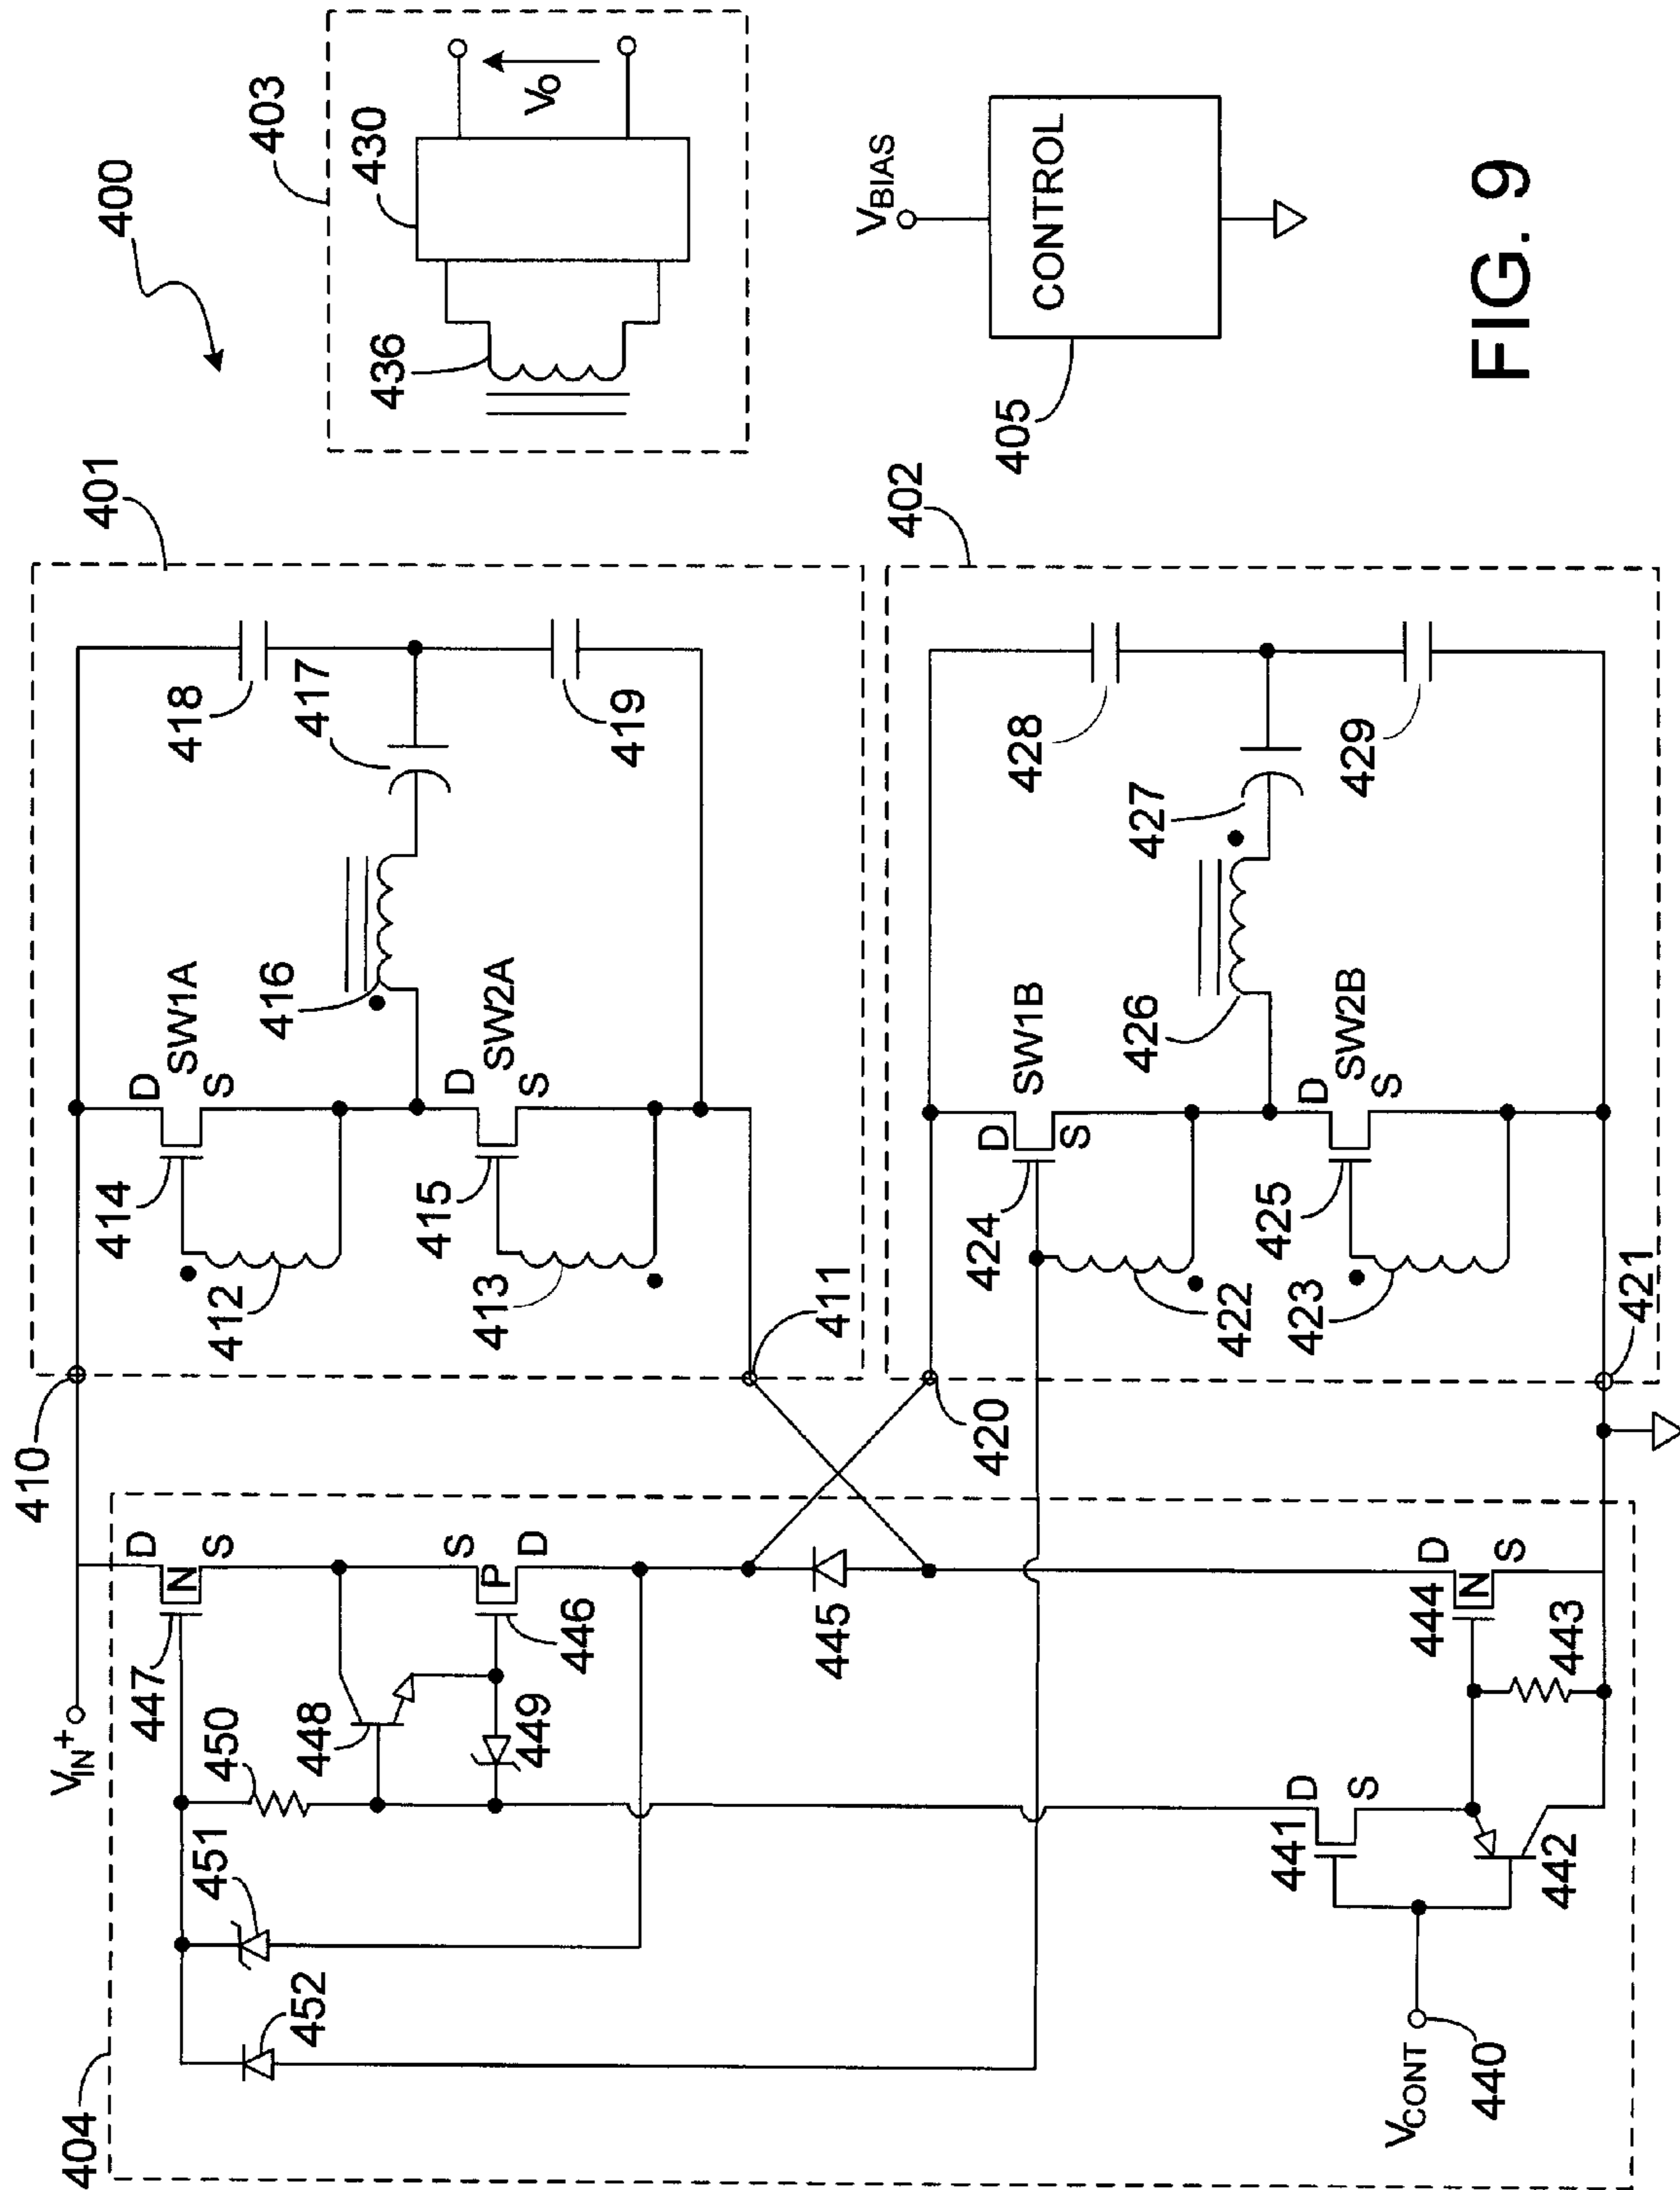 400
403
430
436
Vo
VBIAS
CONTROL
405
FIG. 9
401
418
417
419
416
SW1A
D
S
414
412
SW2A
D
S
415
413
410
411
402
428
427
429
426
SW1B
D
S
424
422
SW2B
D
S
425
423
420
421
404
VIN+
D
N
S
447
450
448
S
P
D
446
449
451
452
445
D
N
S
444
443
D
S
441
442
VCONT
440